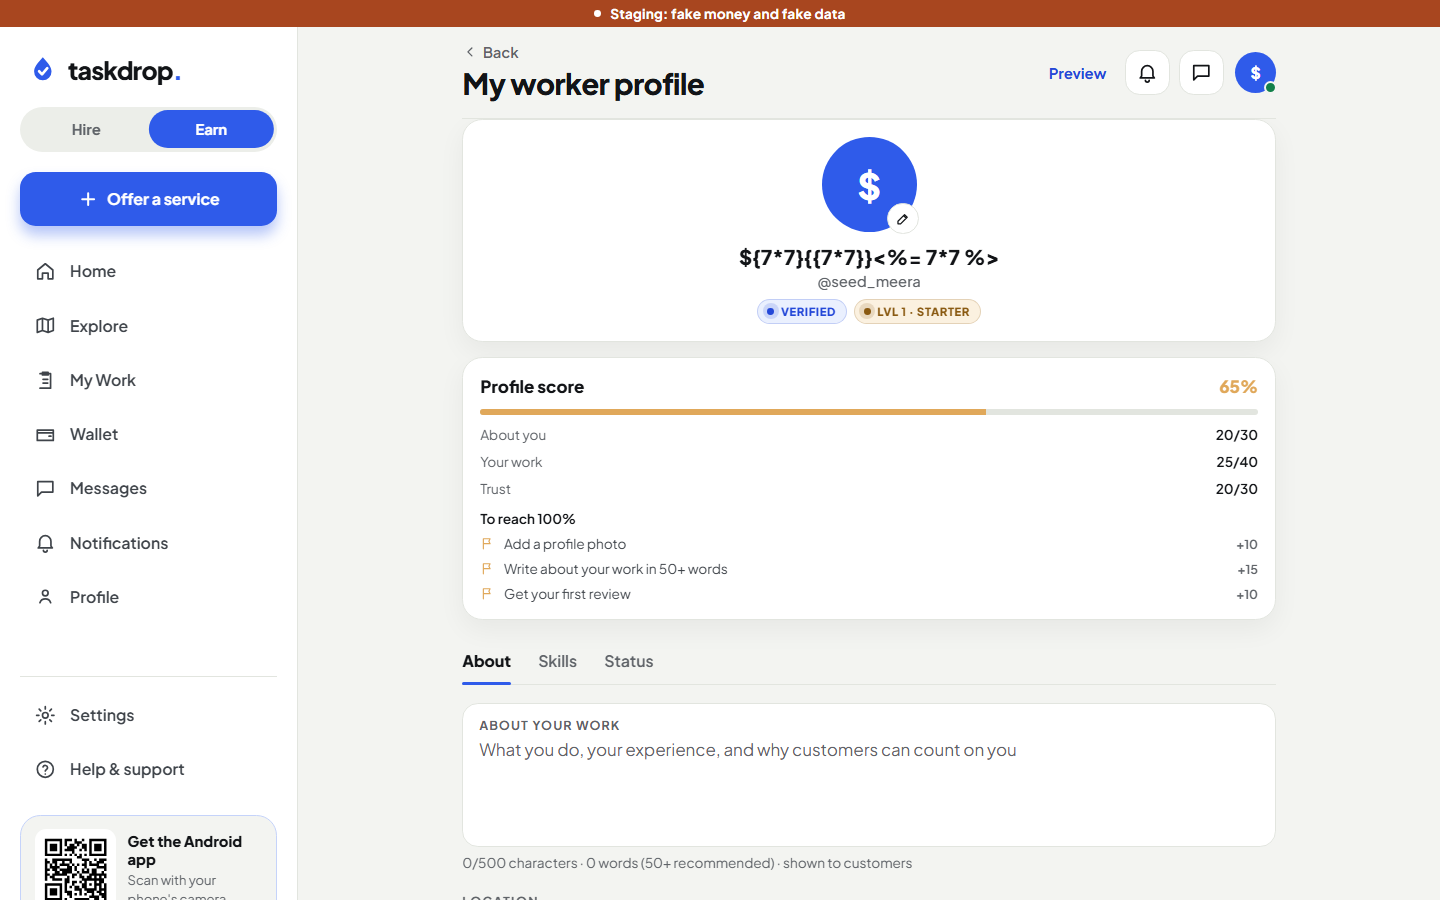 Staging: fake money and fake data
taskdrop.
Hire
Earn
+ Offer a service
Home
Explore
My Work
Wallet
Messages
Notifications
Profile
Settings
Help & support
Get the Android
app
Scan with your
phone's camera
Back
My worker profile
Preview
$
$
${7*7}{{7*7}}<%= 7*7 %>
@seed_meera
VERIFIED
LVL 1 · STARTER
Profile score
65%
About you
20/30
Your work
25/40
Trust
20/30
To reach 100%
Add a profile photo
+10
Write about your work in 50+ words
+15
Get your first review
+10
About
Skills
Status
ABOUT YOUR WORK
What you do, your experience, and why customers can count on you
0/500 characters · 0 words (50+ recommended) · shown to customers
LOCATION